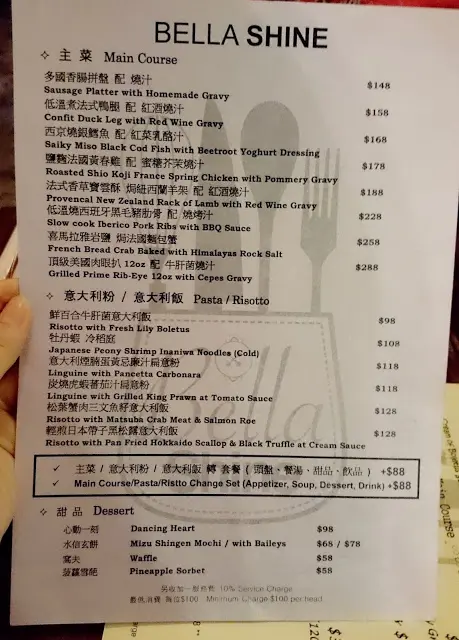 BELLA SHINE
✧ 主菜 Main Course
多國香腸拼盤 配 燒汁
Sausage Platter with Homemade Gravy $148
低溫煮法式鴨腿 配 紅酒燒汁
Confit Duck Leg with Red Wine Gravy $158
西京燒銀鱈魚 配 紅菜乳酪汁
Saiky Miso Black Cod Fish with Beetroot Yoghurt Dressing $168
鹽麴法國黃春雞 配 蜜糖芥茉燒汁
Roasted Shio Koji France Spring Chicken with Pommery Gravy $178
法式香草寶雲酥 焗紐西蘭羊架 配 紅酒燒汁
Provencal New Zealand Rack of Lamb with Red Wine Gravy $188
低溫燒西班牙黑毛豬肋骨 配 燒烤汁
Slow cook Iberico Pork Ribs with BBQ Sauce $228
喜馬拉雅岩鹽 焗法國麵包蟹
French Bread Crab Baked with Himalayas Rock Salt $258
頂級美國肉眼扒 12oz 配 牛肝菌燒汁
Grilled Prime Rib-Eye 12oz with Cepes Gravy $288
✧ 意大利粉 / 意大利飯 Pasta / Risotto
鮮百合牛肝菌意大利飯
Risotto with Fresh Lily Boletus $98
牡丹蝦 冷稻庭
Japanese Peony Shrimp Inaniwa Noodles (Cold) $108
意大利煙腩蛋黃忌廉汁扁意粉
Linguine with Pancetta Carbonara $118
炭燒虎蝦蕃茄汁扁意粉
Linguine with Grilled King Prawn at Tomato Sauce $118
松葉蟹肉三文魚籽意大利飯
Risotto with Matsuba Crab Meat & Salmon Roe $128
輕煎日本帶子黑松露意大利飯
Risotto with Pan Fried Hokkaido Scallop & Black Truffle at Cream Sauce $128
✓ 主菜 / 意大利粉 / 意大利飯 轉 套餐 ( 頭盤、餐湯、甜品、飲品 ) +$88
✓ Main Course/Pasta/Ristto Change Set (Appetizer, Soup, Dessert, Drink) +$88
✧ 甜品 Dessert
心動一刻 Dancing Heart $98
水信玄餅 Mizu Shingen Mochi / with Baileys $68 / $78
窩夫 Waffle $58
菠蘿雪葩 Pineapple Sorbet $58
另收加一服務費 10% Service Charge
最低消費 每位$100 Minimum Charge $100 per head